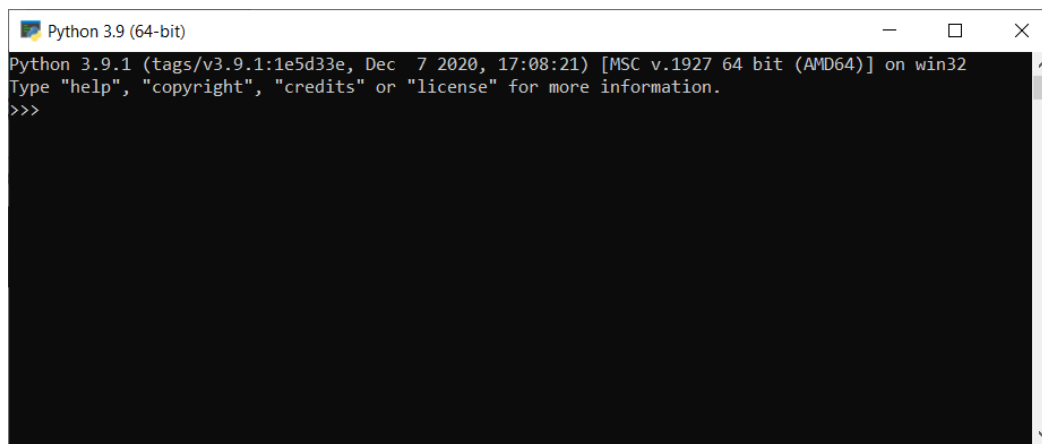 Python 3.9 (64-bit)
Python 3.9.1 (tags/v3.9.1:1e5d33e, Dec  7 2020, 17:08:21) [MSC v.1927 64 bit (AMD64)] on win32
Type "help", "copyright", "credits" or "license" for more information.
>>>